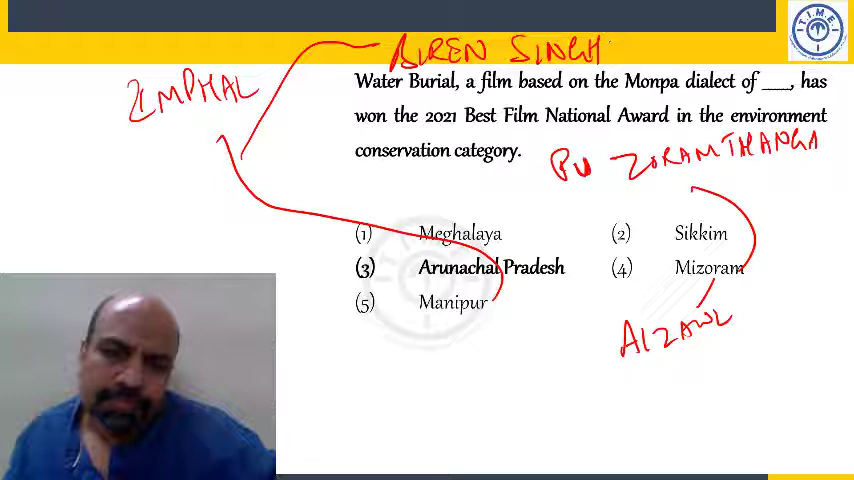 T.I.M.E.
BIREN SINGH
IMPHAL
Water Burial, a film based on the Monpa dialect of ____, has
won the 2021 Best Film National Award in the environment
conservation category.
PU ZORAMTHANGA
(1) Meghalaya (2) Sikkim
(3) Arunachal Pradesh (4) Mizoram
(5) Manipur
AIZAWL